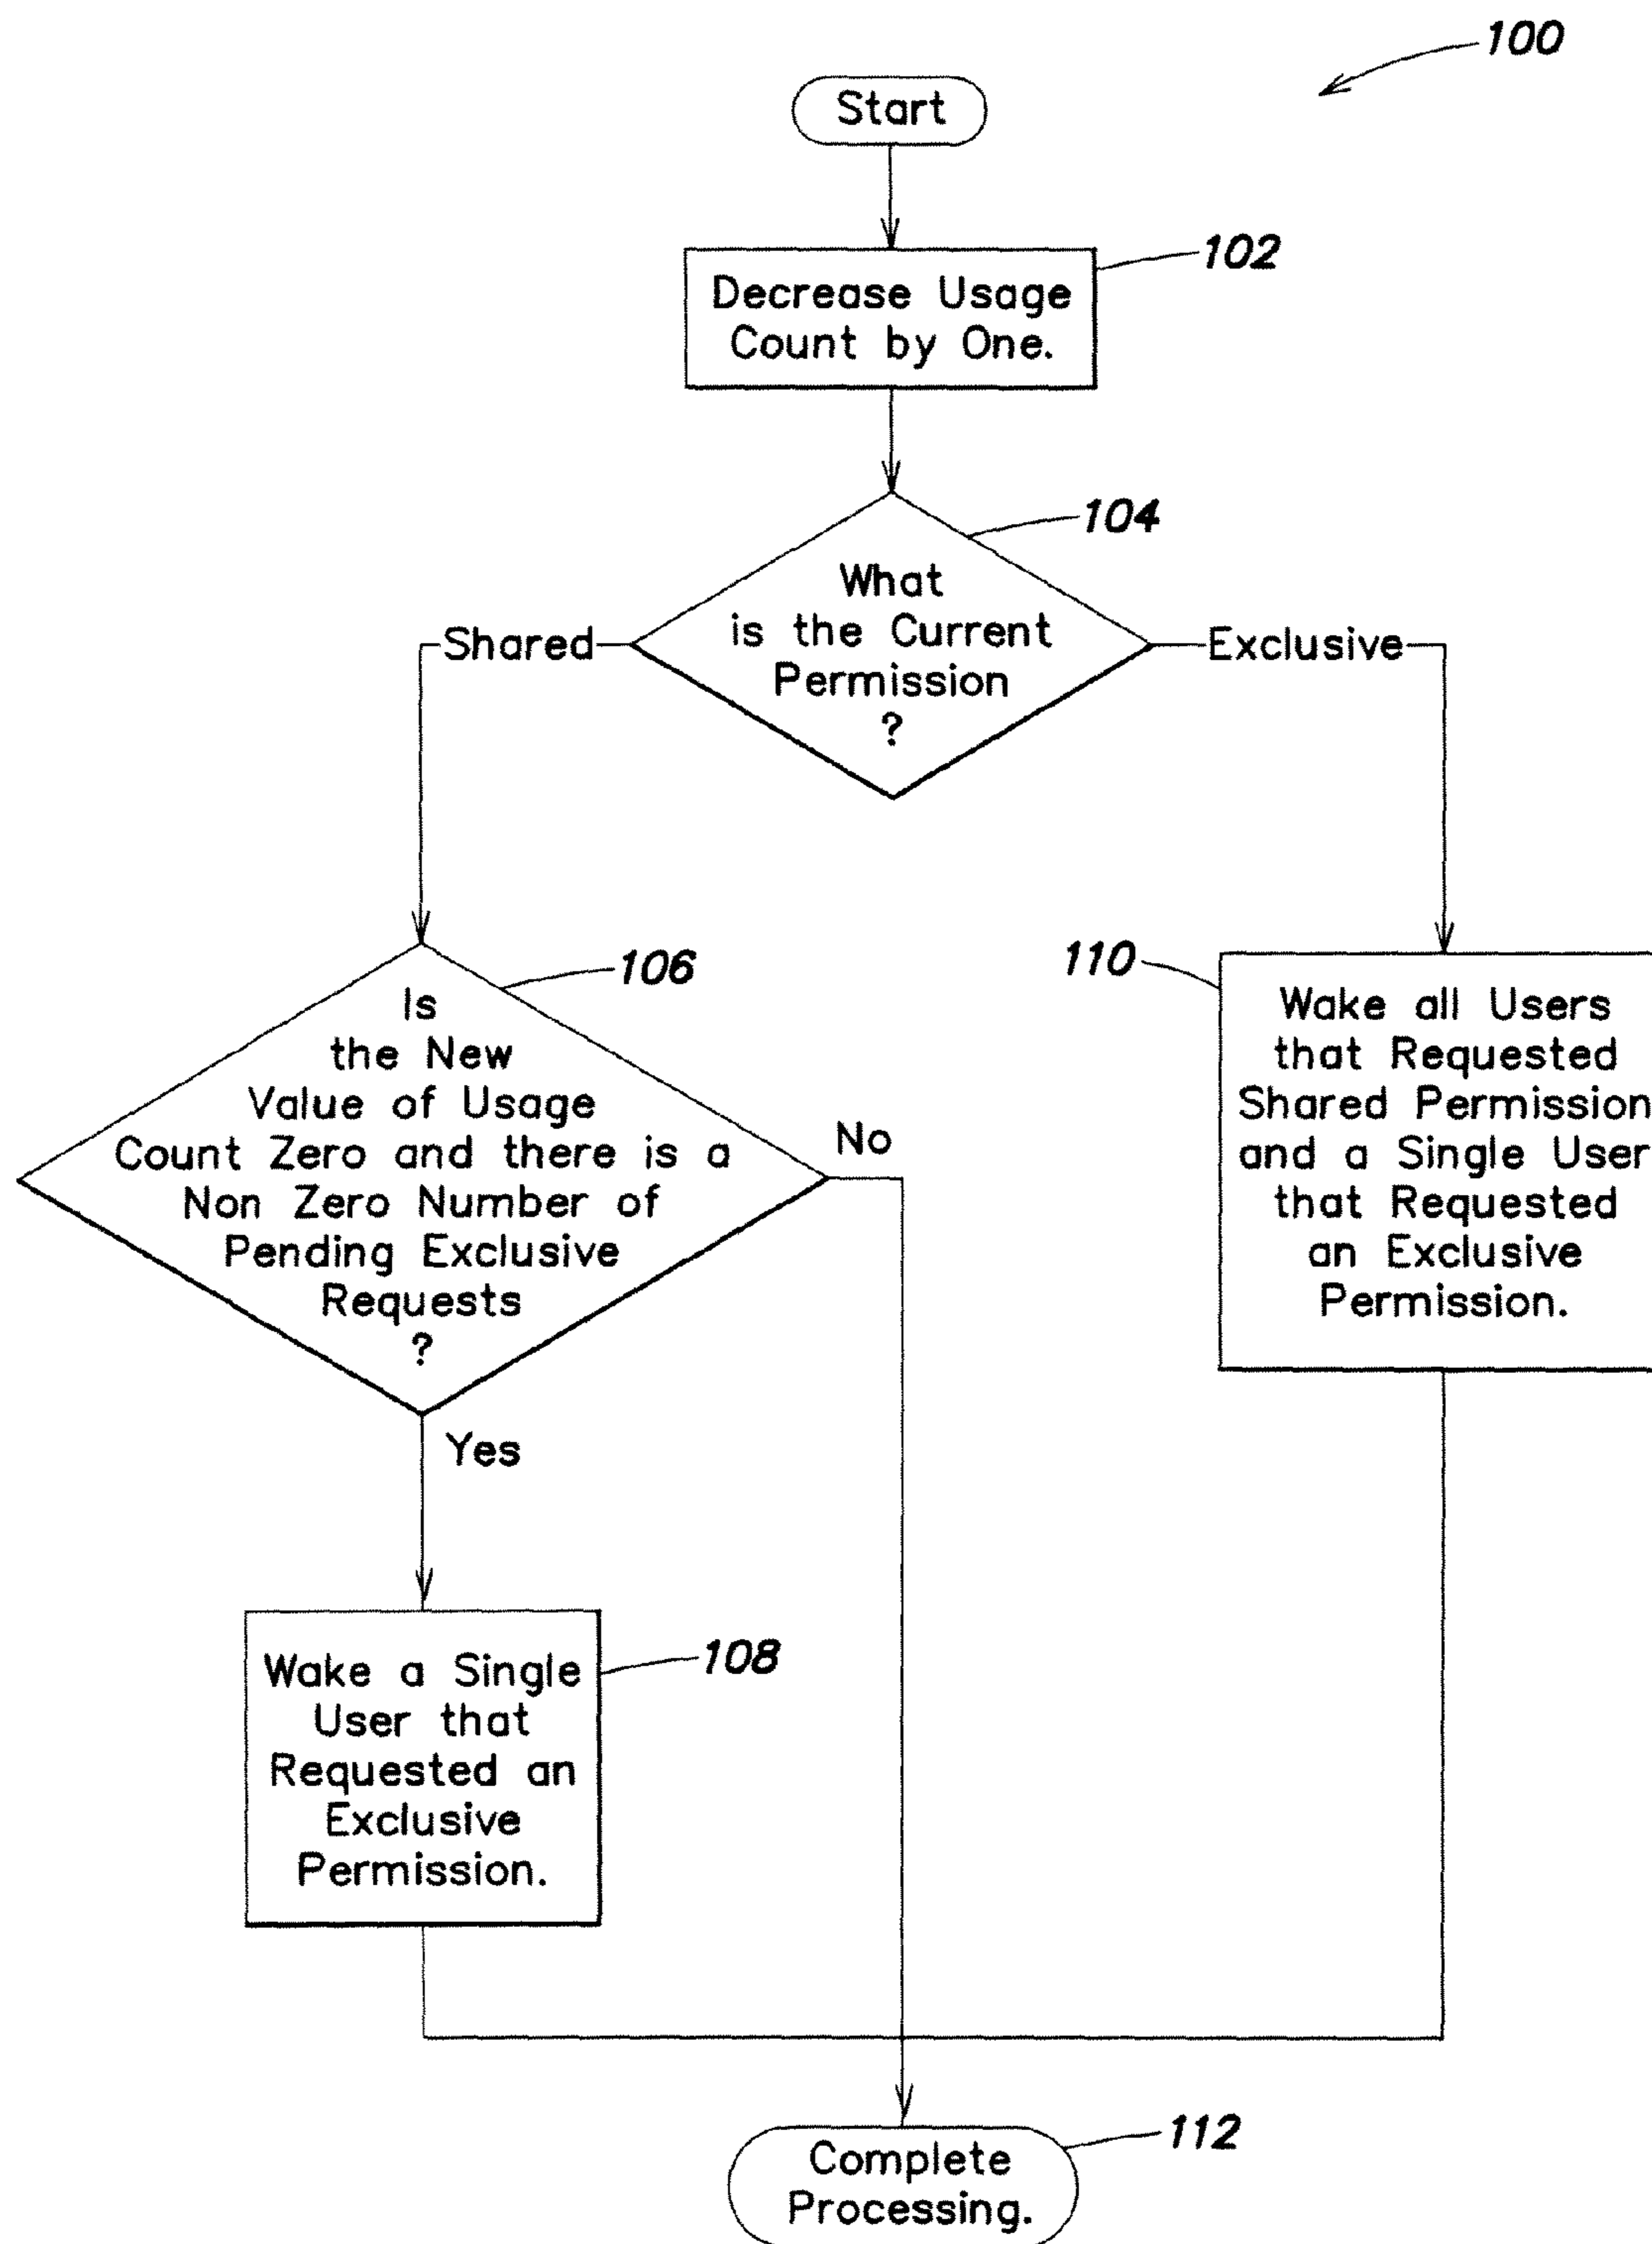 100
Start
102
Decrease Usage
Count by One.
104
What
is the Current
Permission
?
Shared
Exclusive
106
Is
the New
Value of Usage
Count Zero and there is a
Non Zero Number of
Pending Exclusive
Requests
?
No
Yes
110
Wake all Users
that Requested
Shared Permission
and a Single User
that Requested
an Exclusive
Permission.
108
Wake a Single
User that
Requested an
Exclusive
Permission.
112
Complete
Processing.